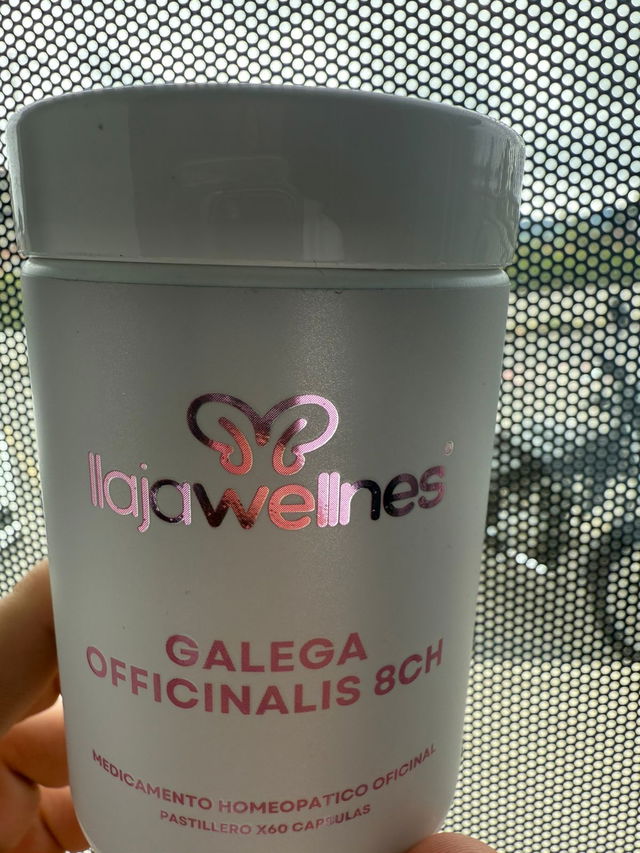 llajawellnes®
GALEGA
OFFICINALIS 8CH
MEDICAMENTO HOMEOPATICO OFICINAL
PASTILLERO X60 CAPSULAS